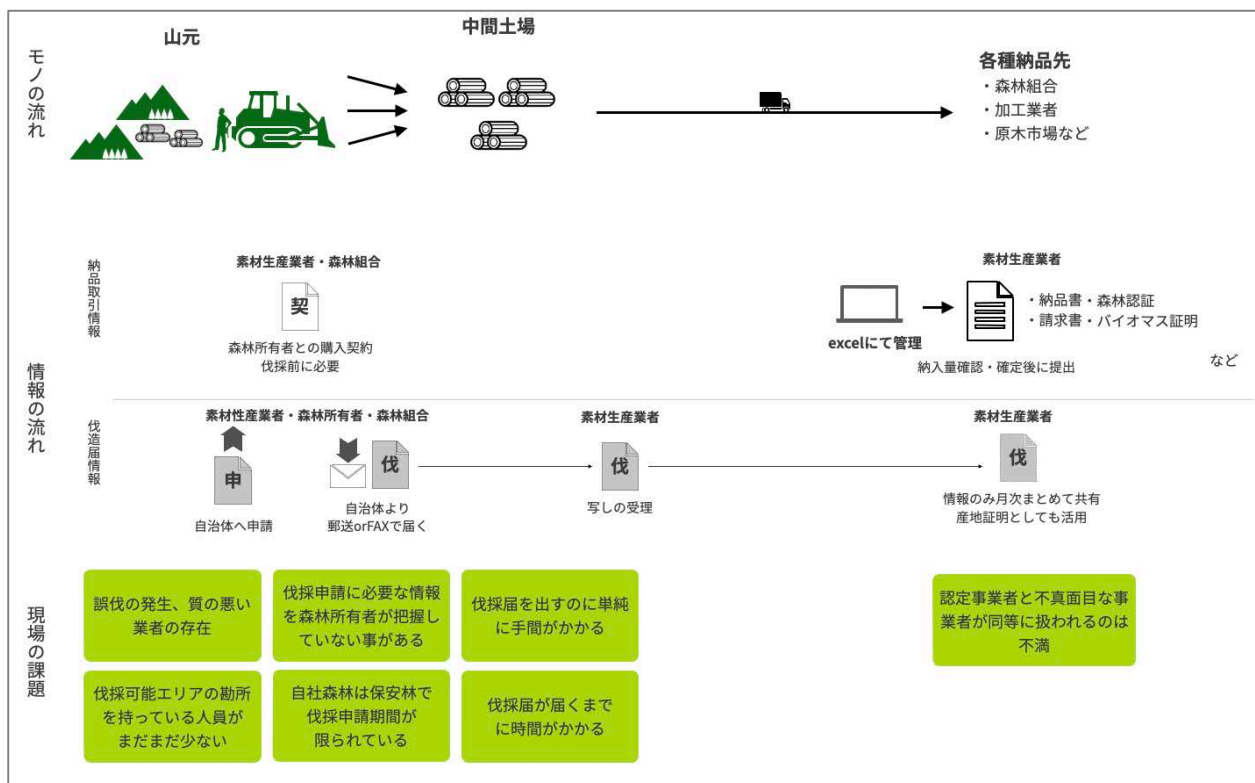 モノの流れ
山元
中間土場
各種納品先
・森林組合
・加工業者
・原木市場など
情報の流れ
納品取引情報
素材生産業者・森林組合
契
森林所有者との購入契約
伐採前に必要
excelにて管理
素材生産業者
・納品書・森林認証
・請求書・バイオマス証明
納入量確認・確定後に提出
など
伐造届情報
素材性産業者・森林所有者・森林組合
申
自治体へ申請
伐
自治体より
郵送orFAXで届く
素材生産業者
伐
写しの受理
素材生産業者
伐
情報のみ月次まとめて共有
産地証明としても活用
現場の課題
誤伐の発生、質の悪い
業者の存在
伐採申請に必要な情報
を森林所有者が把握し
ていない事がある
伐採届を出すのに単純
に手間がかかる
認定事業者と不真面目な事
業者が同等に扱われるのは
不満
伐採可能エリアの勘所
を持っている人員が
まだまだ少ない
自社森林は保安林で
伐採申請期間が
限られている
伐採届が届くまで
に時間がかかる